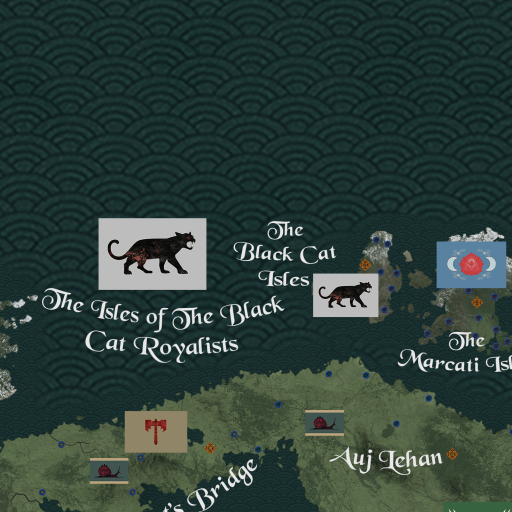 The
Black Cat
Isles
The Isles of The Black
Cat Royalists
The
Marcati Isl
Auj Lehan
t's Bridge